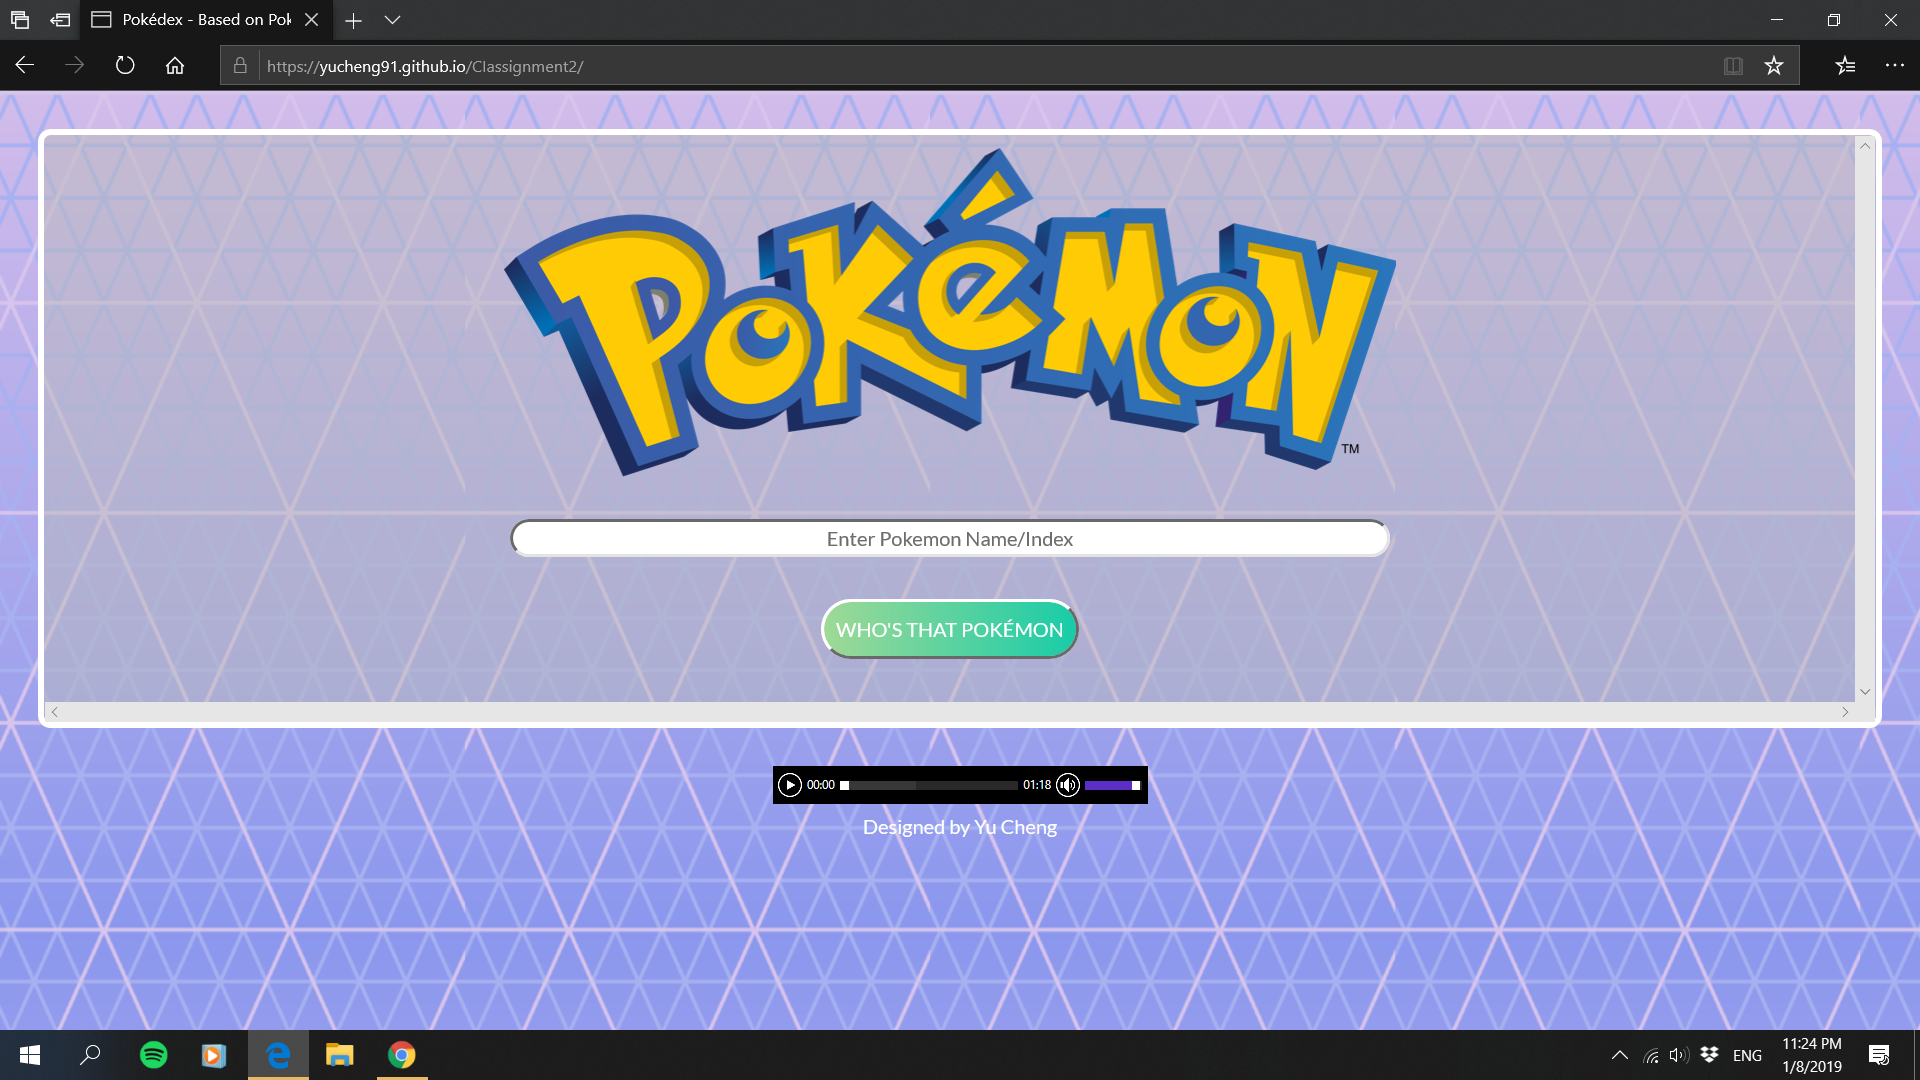 Pokédex - Based on Pok
https://yucheng91.github.io/Classignment2/
POKéMON
TM
Enter Pokemon Name/Index
WHO'S THAT POKÉMON
00:00
01:18
Designed by Yu Cheng
ENG
11:24 PM
1/8/2019